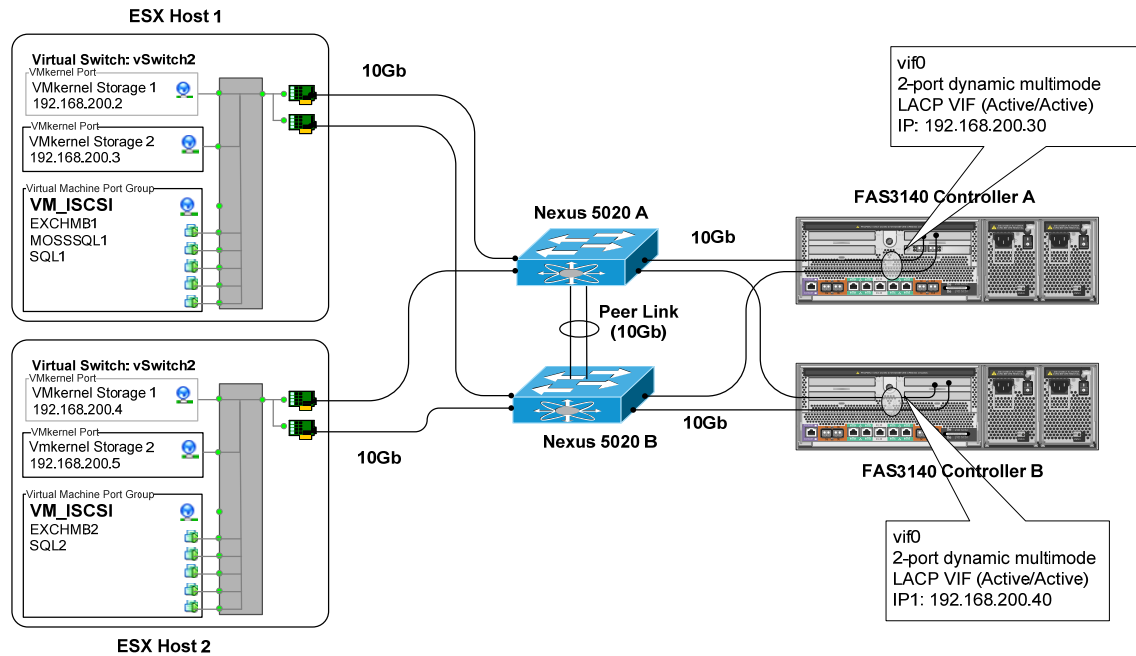 ESX Host 1
Virtual Switch: vSwitch2
VMkernel Port
VMkernel Storage 1
192.168.200.2
VMkernel Port
VMkernel Storage 2
192.168.200.3
Virtual Machine Port Group
VM_ISCSI
EXCHMB1
MOSSSQL1
SQL1
10Gb
Virtual Switch: vSwitch2
VMkernel Port
VMkernel Storage 1
192.168.200.4
VMkernel Port
Vmkernel Storage 2
192.168.200.5
Virtual Machine Port Group
VM_ISCSI
EXCHMB2
SQL2
ESX Host 2
10Gb
Nexus 5020 A
Peer Link
(10Gb)
Nexus 5020 B
10Gb
10Gb
vif0
2-port dynamic multimode
LACP VIF (Active/Active)
IP: 192.168.200.30
FAS3140 Controller A
FAS3140 Controller B
vif0
2-port dynamic multimode
LACP VIF (Active/Active)
IP1: 192.168.200.40